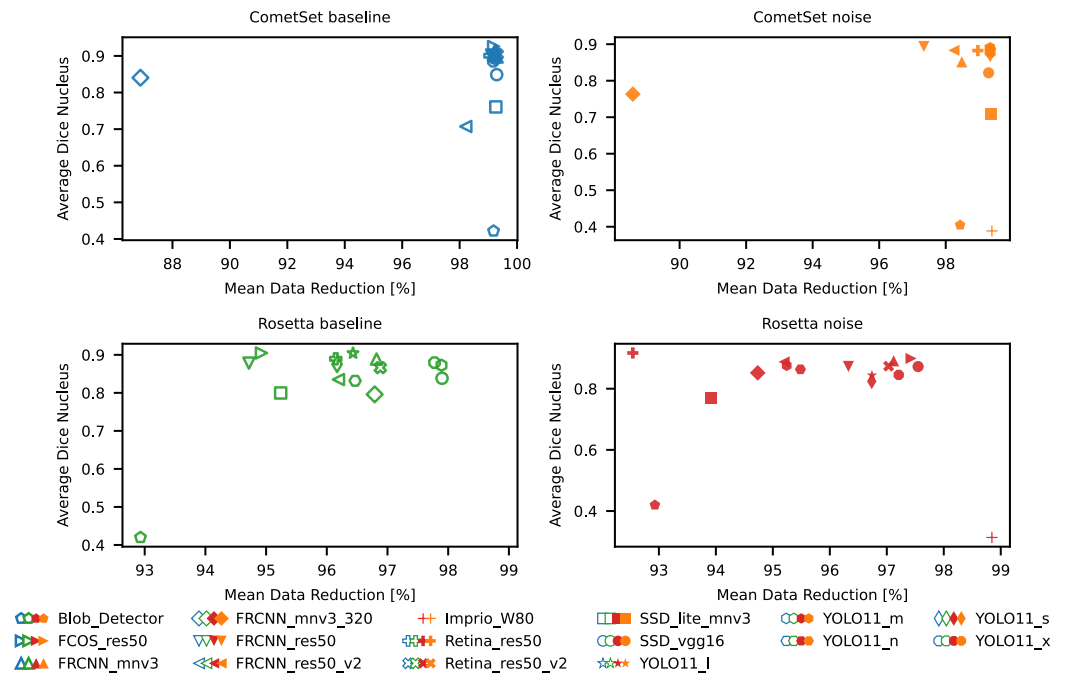 CometSet baseline
CometSet noise
Average Dice Nucleus
0.9
0.8
0.7
0.6
0.5
0.4
88 90 92 94 96 98 100
Mean Data Reduction [%]
Average Dice Nucleus
0.9
0.8
0.7
0.6
0.5
0.4
90 92 94 96 98
Mean Data Reduction [%]
Rosetta baseline
Rosetta noise
Average Dice Nucleus
0.9
0.8
0.7
0.6
0.5
0.4
93 94 95 96 97 98 99
Mean Data Reduction [%]
Average Dice Nucleus
0.8
0.6
0.4
93 94 95 96 97 98 99
Mean Data Reduction [%]
Blob_Detector FRCNN_mnv3_320 Imprio_W80 SSD_lite_mnv3 YOLO11_m YOLO11_s
FCOS_res50 FRCNN_res50 Retina_res50 SSD_vgg16 YOLO11_n YOLO11_x
FRCNN_mnv3 FRCNN_res50_v2 Retina_res50_v2 YOLO11_l